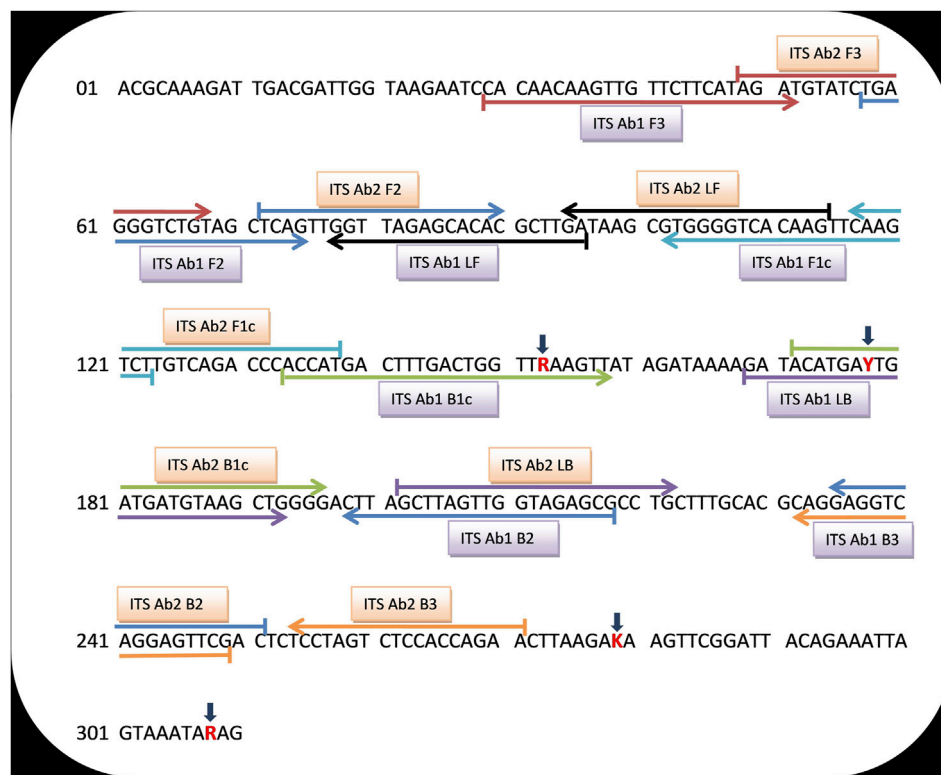 ITS Ab2 F3
01 ACGCAAAGAT TGACGATTGG TAAGAATCCA CAACAAGTTG TTCTTCATAG ATGTATCTGA
ITS Ab1 F3
ITS Ab2 F2 ITS Ab2 LF
61 GGGTCTGTAG CTCAGTTGGT TAGAGCACAC GCTTGATAAG CGTGGGGTCA CAAGTTCAAG
ITS Ab1 F2 ITS Ab1 LF ITS Ab1 F1c
ITS Ab2 F1c
121 TCTTGTCAGA CCCACCATGA CTTTGACTGG TTRAAGTTAT AGATAAAAGA TACATGAYTG
ITS Ab1 B1c ITS Ab1 LB
ITS Ab2 B1c ITS Ab2 LB
181 ATGATGTAAG CTGGGGACTT AGCTTAGTTG GTAGAGCGCC TGCTTTGCAC GCAGGAGGTC
ITS Ab1 B2 ITS Ab1 B3
ITS Ab2 B2 ITS Ab2 B3
241 AGGAGTTCGA CTCTCCTAGT CTCCACCAGA ACTTAAGAKA AGTTCGGATT ACAGAAATTA
301 GTAAATARAG